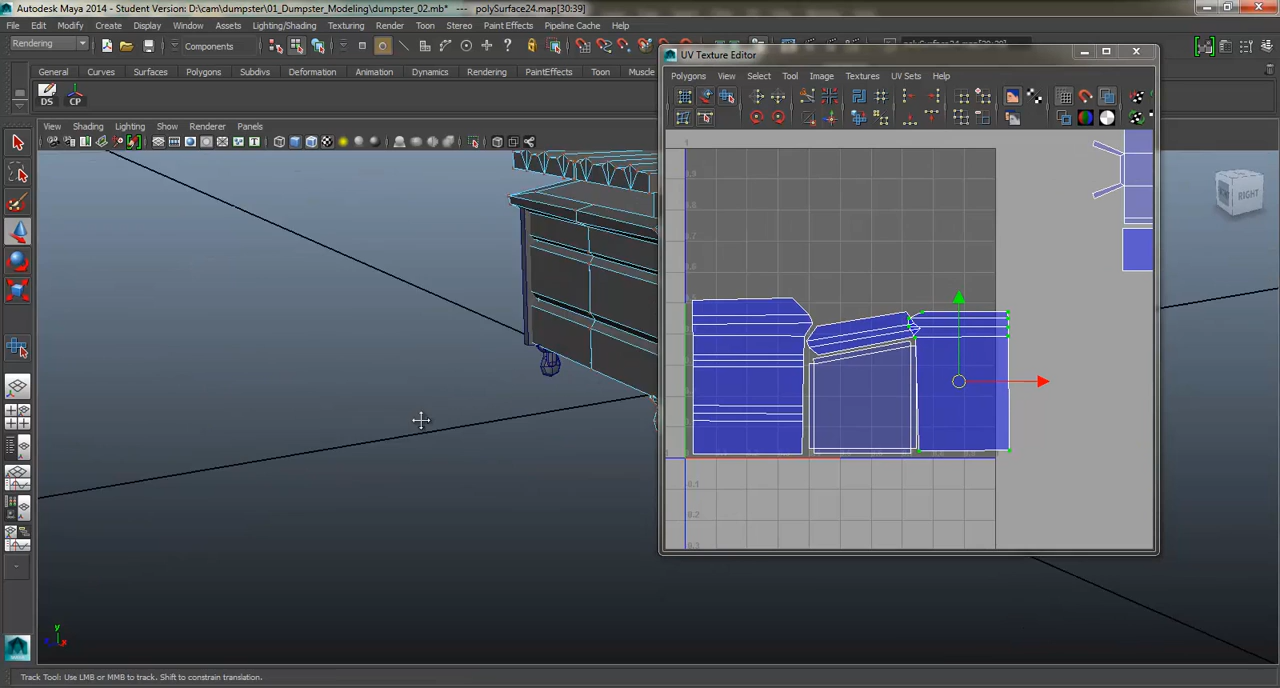 Autodesk Maya 2014 - Student Version: D:\cam\dumpster\01_Dumpster_Modeling\dumpster_02.mb* --- polySurface24.map[30:39]
File Edit Modify Create Display Window Assets Lighting/Shading Texturing Render Toon Stereo Paint Effects Pipeline Cache Help
Rendering Components
General Curves Surfaces Polygons Subdivs Deformation Animation Dynamics Rendering PaintEffects Toon Muscle
DS CP
View Shading Lighting Show Renderer Panels
UV Texture Editor
Polygons View Select Tool Image Textures UV Sets Help
RIGHT
Track Tool: Use LMB or MMB to track. Shift to constrain translation.